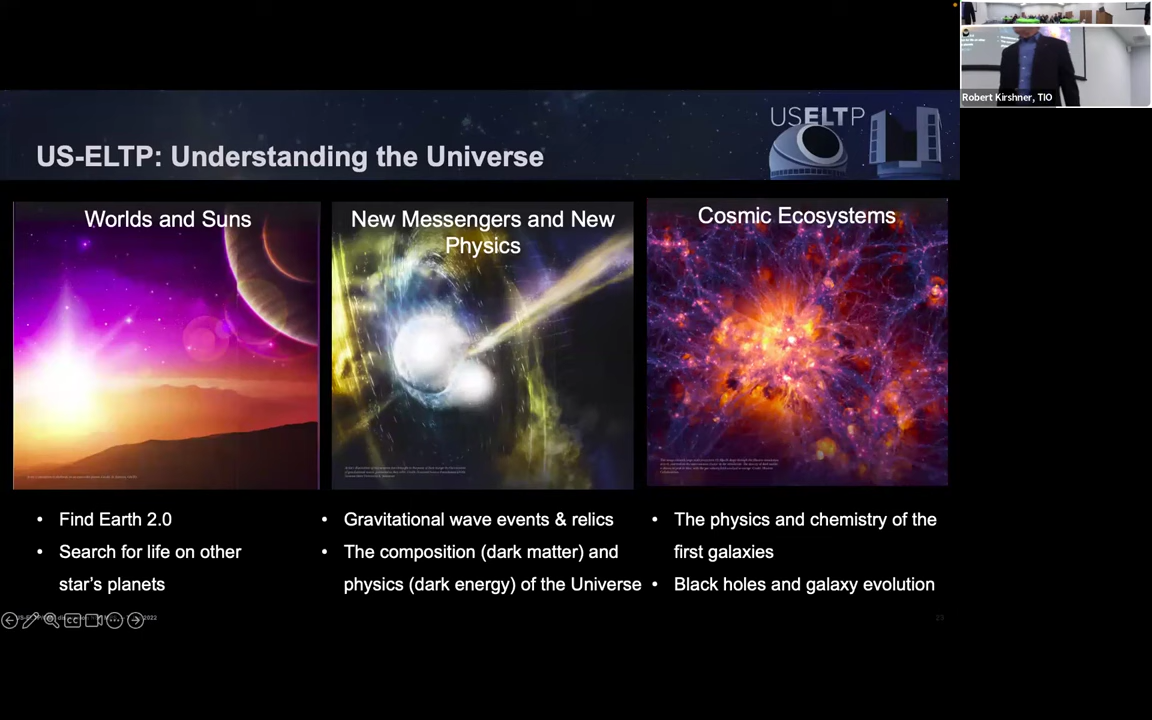 Robert Kirshner, TIO
USELTP
US-ELTP: Understanding the Universe
Worlds and Suns
New Messengers and New
Physics
Cosmic Ecosystems
• Find Earth 2.0
• Search for life on other
star's planets
• Gravitational wave events & relics
• The composition (dark matter) and
physics (dark energy) of the Universe
• The physics and chemistry of the
first galaxies
• Black holes and galaxy evolution
CC
2022
23